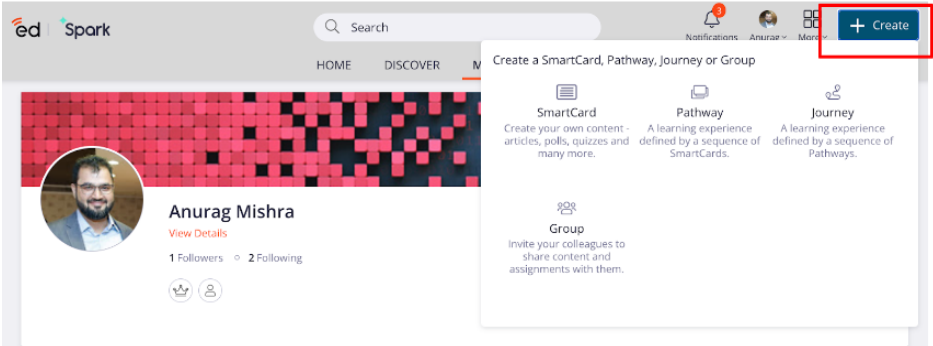 ed Spark
Search
3
Notifications
Anurag
More
+ Create
HOME
DISCOVER
M
Create a SmartCard, Pathway, Journey or Group
SmartCard
Create your own content -
articles, polls, quizzes and
many more.
Pathway
A learning experience
defined by a sequence of
SmartCards.
Journey
A learning experience
defined by a sequence of
Pathways.
Group
Invite your colleagues to
share content and
assignments with them.
Anurag Mishra
View Details
1 Followers 2 Following